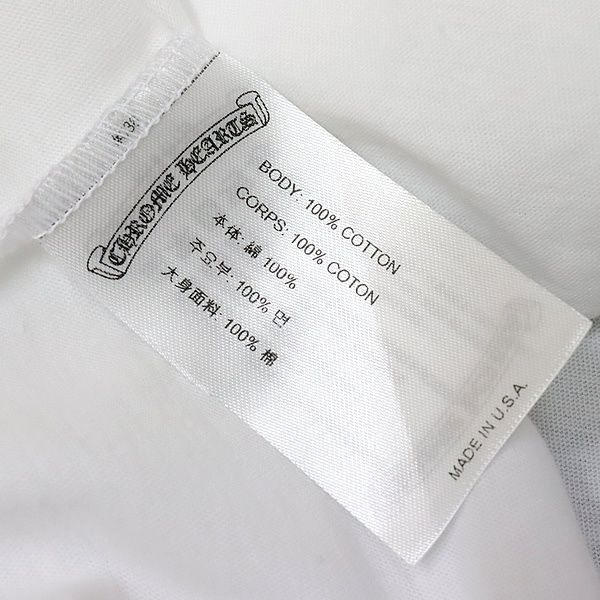 CHROME HEARTS
BODY: 100% COTTON
CORPS: 100% COTON
本体: 綿 100%
주요부: 100% 면
大身面料: 100% 棉
MADE IN U.S.A.